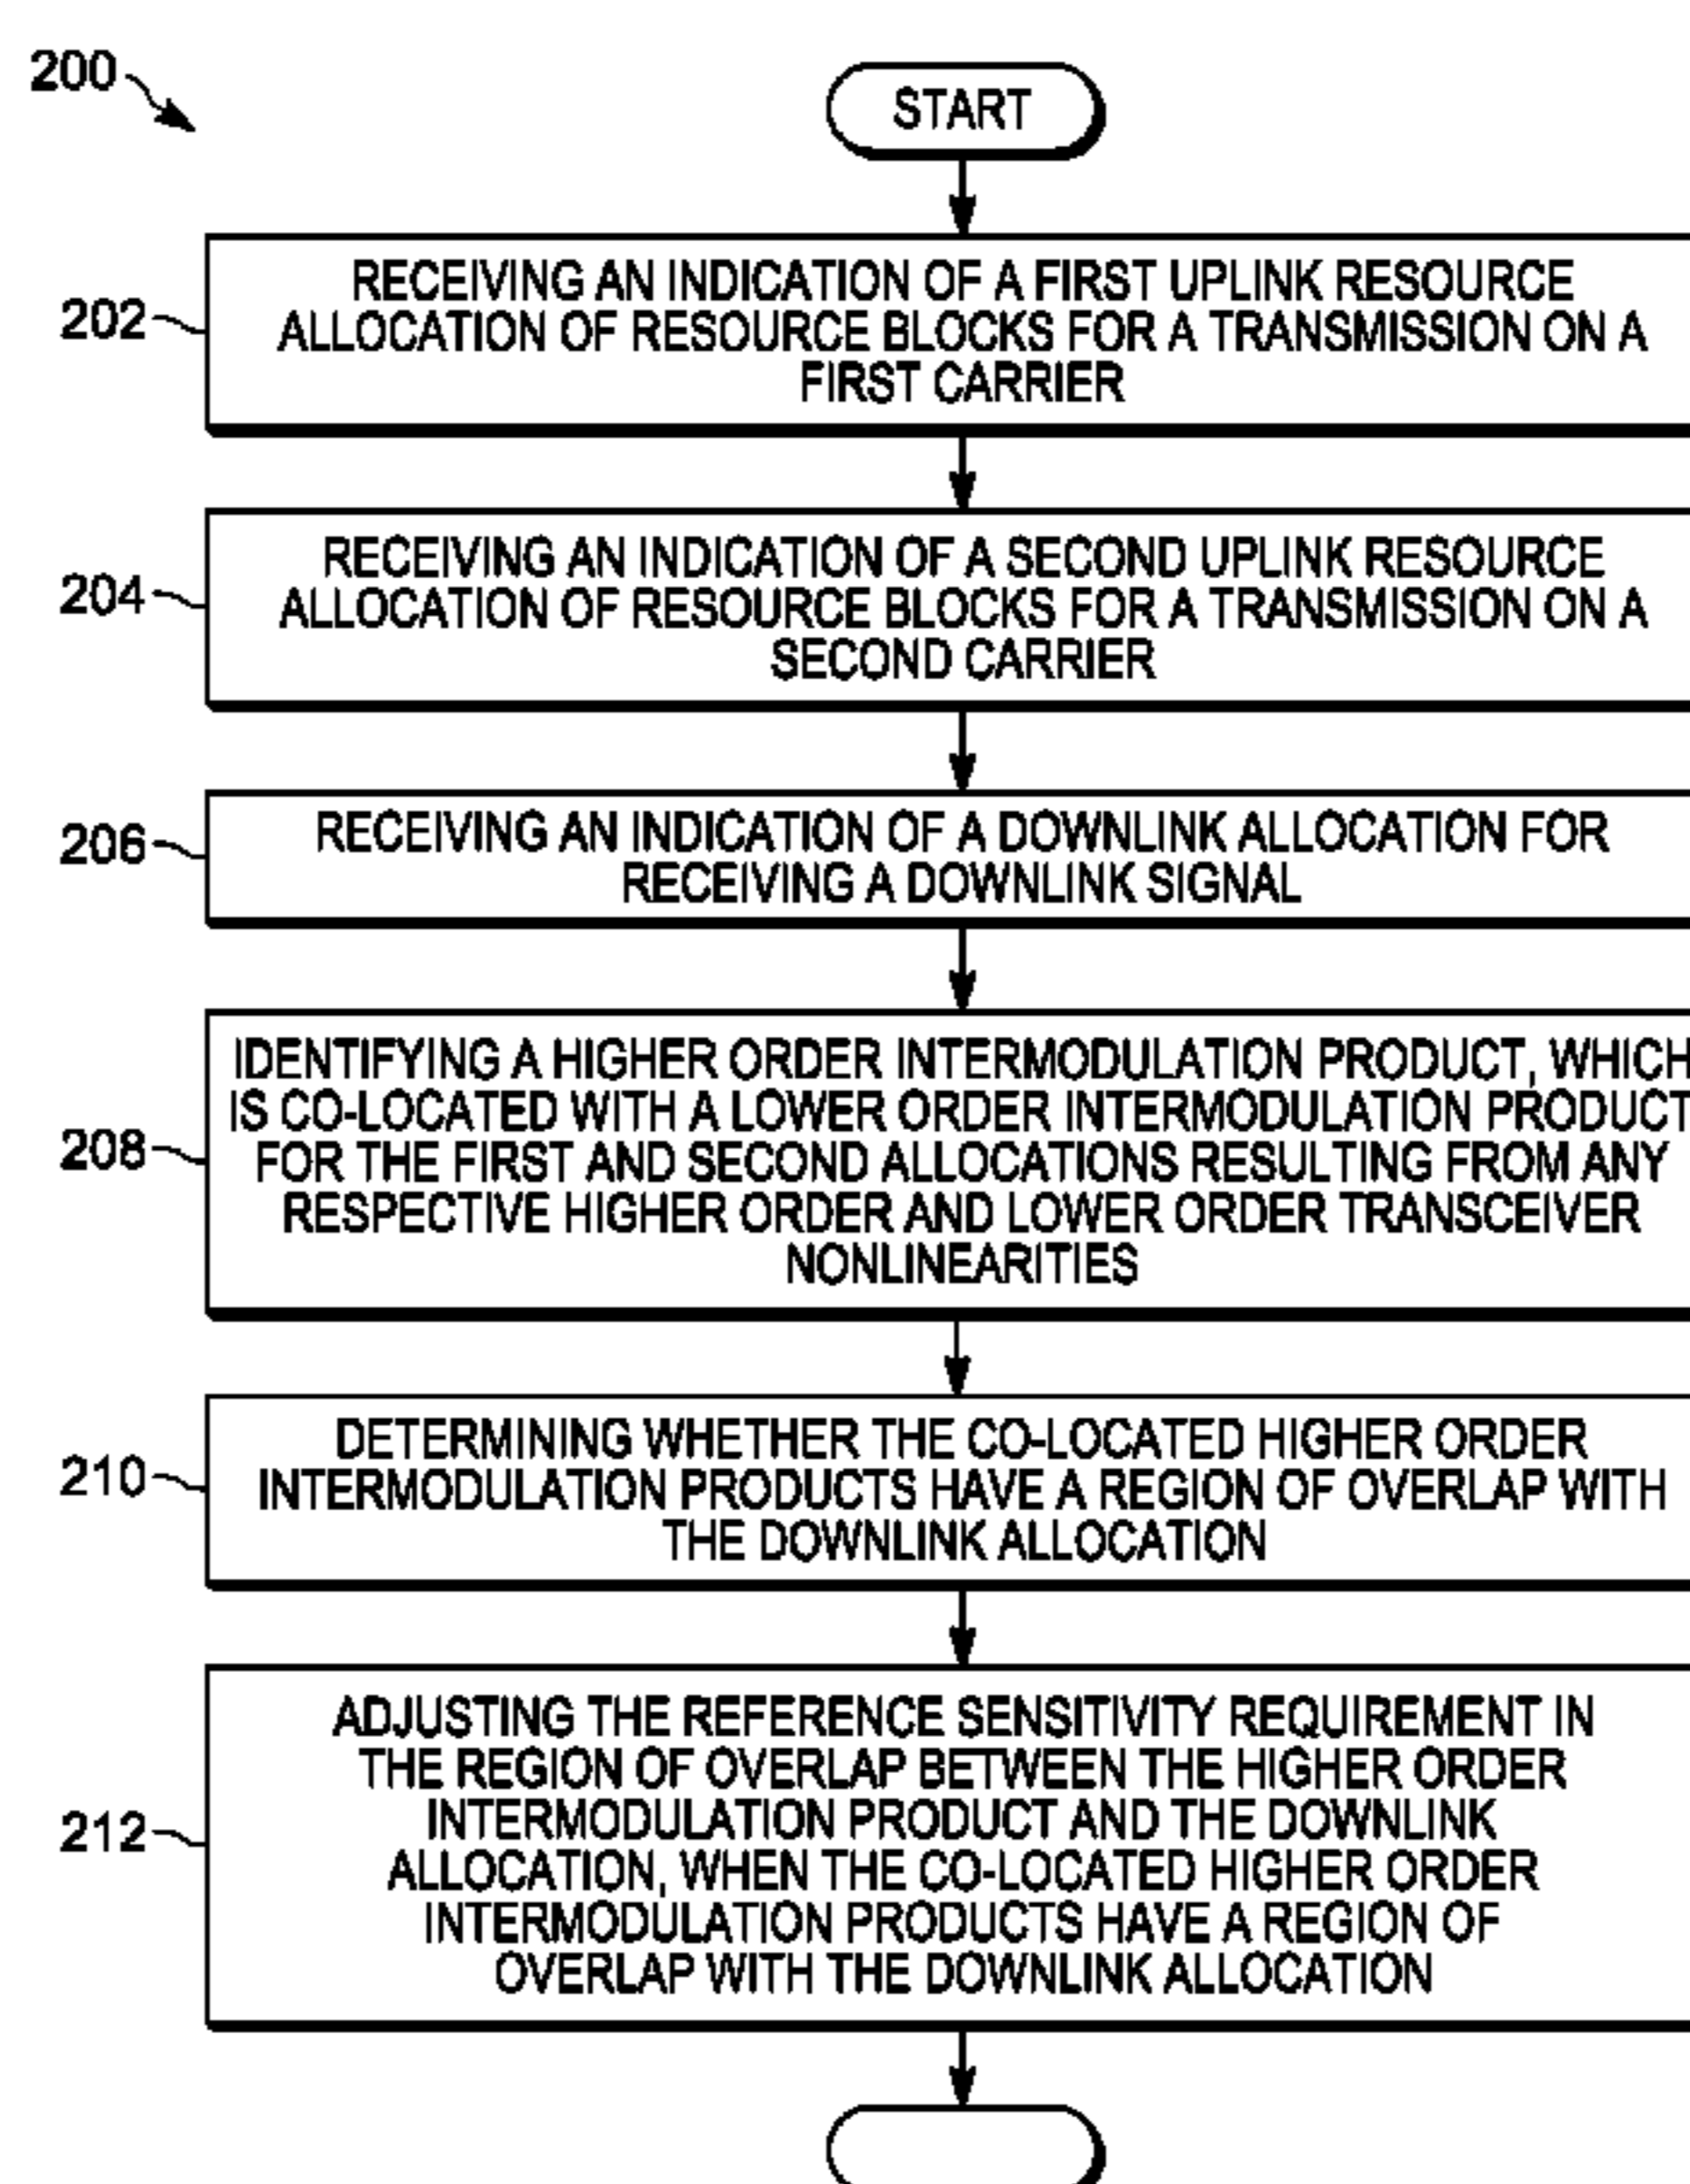 200
START
202
RECEIVING AN INDICATION OF A FIRST UPLINK RESOURCE
ALLOCATION OF RESOURCE BLOCKS FOR A TRANSMISSION ON A
FIRST CARRIER
204
RECEIVING AN INDICATION OF A SECOND UPLINK RESOURCE
ALLOCATION OF RESOURCE BLOCKS FOR A TRANSMISSION ON A
SECOND CARRIER
206
RECEIVING AN INDICATION OF A DOWNLINK ALLOCATION FOR
RECEIVING A DOWNLINK SIGNAL
208
IDENTIFYING A HIGHER ORDER INTERMODULATION PRODUCT, WHICH
IS CO-LOCATED WITH A LOWER ORDER INTERMODULATION PRODUCT
FOR THE FIRST AND SECOND ALLOCATIONS RESULTING FROM ANY
RESPECTIVE HIGHER ORDER AND LOWER ORDER TRANSCEIVER
NONLINEARITIES
210
DETERMINING WHETHER THE CO-LOCATED HIGHER ORDER
INTERMODULATION PRODUCTS HAVE A REGION OF OVERLAP WITH
THE DOWNLINK ALLOCATION
212
ADJUSTING THE REFERENCE SENSITIVITY REQUIREMENT IN
THE REGION OF OVERLAP BETWEEN THE HIGHER ORDER
INTERMODULATION PRODUCT AND THE DOWNLINK
ALLOCATION, WHEN THE CO-LOCATED HIGHER ORDER
INTERMODULATION PRODUCTS HAVE A REGION OF
OVERLAP WITH THE DOWNLINK ALLOCATION